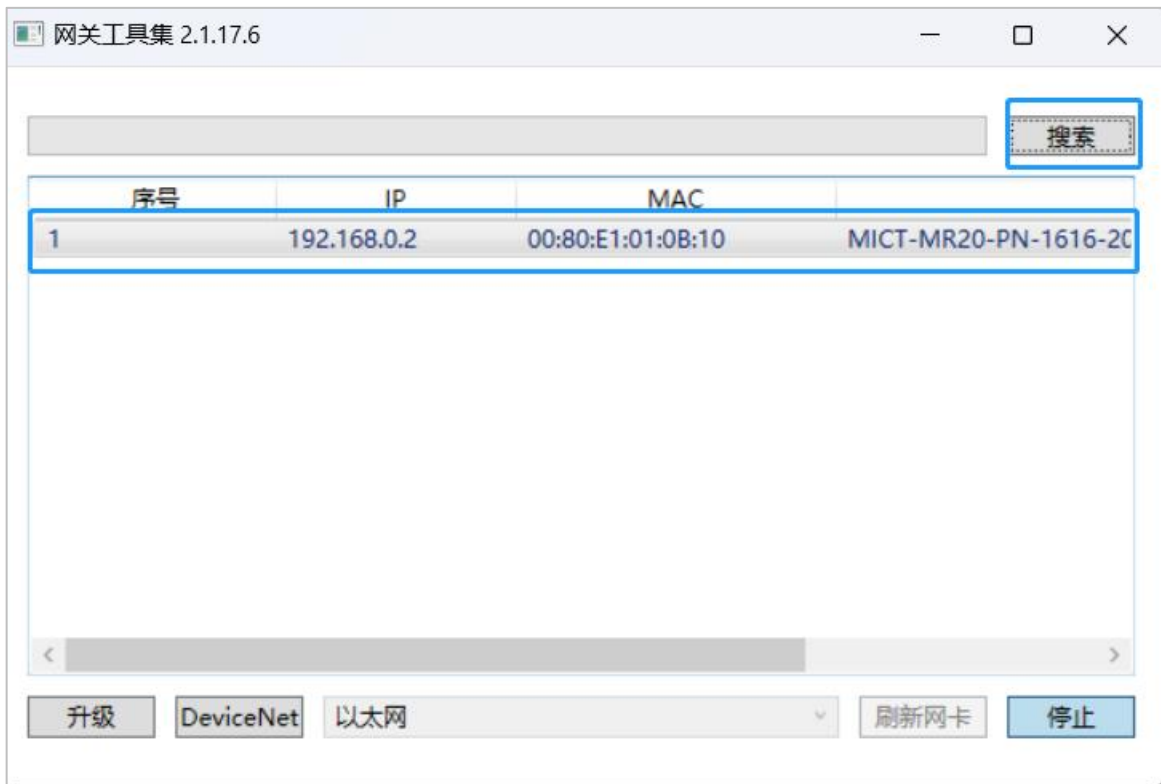 网关工具集 2.1.17.6
搜索
序号 IP MAC
1 192.168.0.2 00:80:E1:01:0B:10 MICT-MR20-PN-1616-20
升级 DeviceNet 以太网 刷新网卡 停止